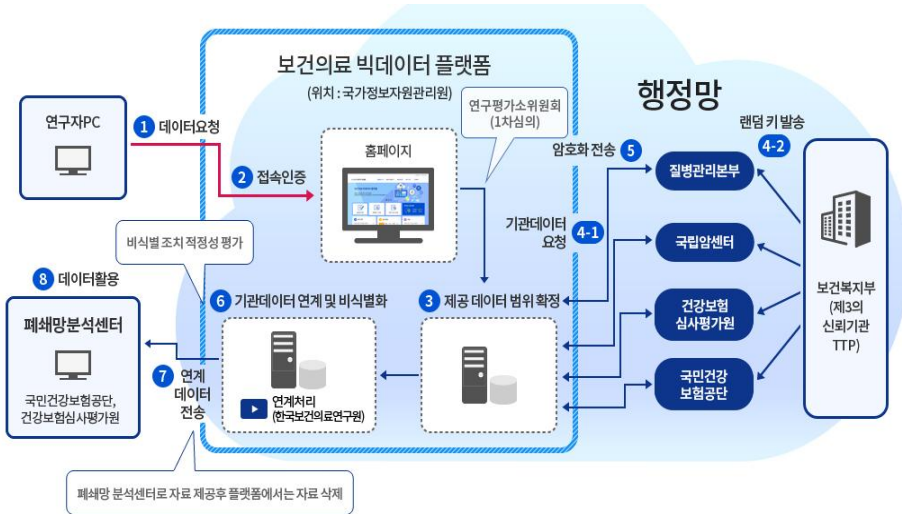 보건의료 빅데이터 플랫폼
(위치 : 국가정보자원관리원)
행정망
연구자PC
1 데이터요청
2 접속인증
홈페이지
연구평가소위원회
(1차심의)
암호화 전송 5
랜덤 키 발송
4-2
질병관리본부
국립암센터
건강보험
심사평가원
국민건강
보험공단
보건복지부
(제3의
신뢰기관
TTP)
기관데이터
요청
4-1
비식별 조치 적정성 평가
8 데이터활용
폐쇄망분석센터
국민건강보험공단,
건강보험심사평가원
6 기관데이터 연계 및 비식별화
3 제공 데이터 범위 확정
연계처리
(한국보건의료연구원)
7 연계
데이터
전송
폐쇄망 분석센터로 자료 제공후 플랫폼에서는 자료 삭제